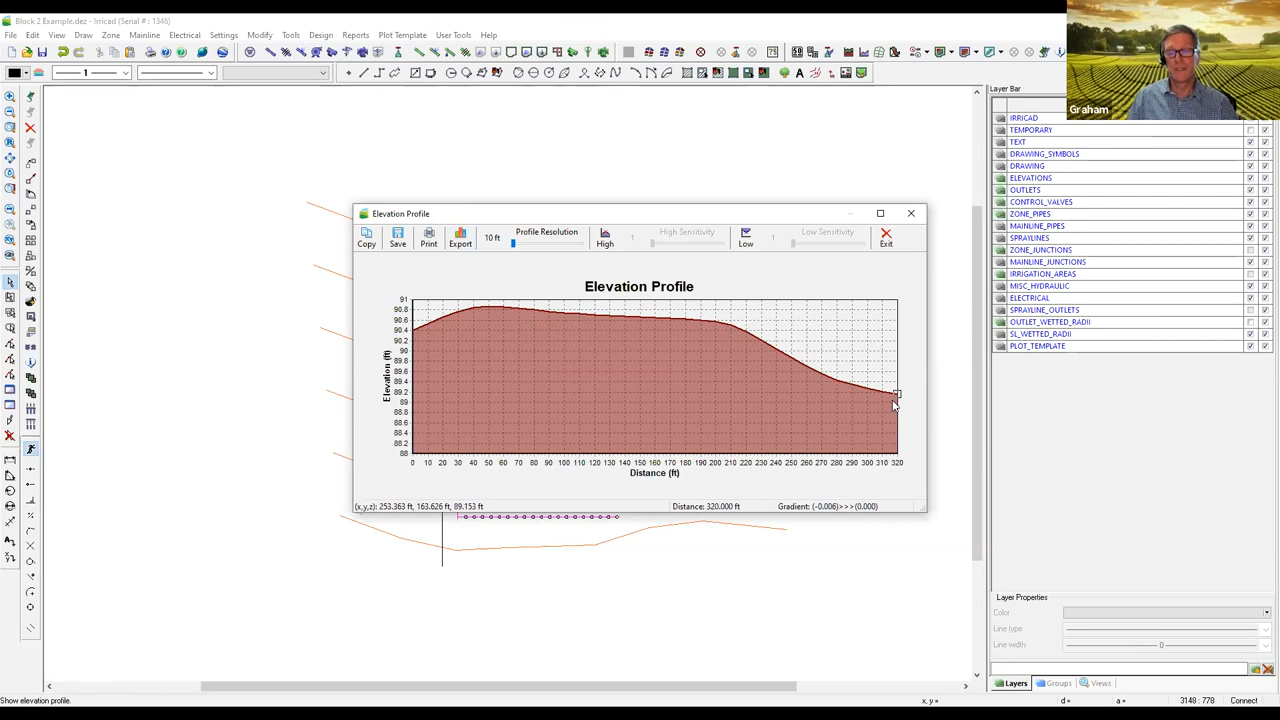 Block 2 Example.dez - Irricad (Serial # : 1346)
File Edit View Draw Zone Mainline Electrical Settings Modify Tools Design Reports Plot Template User Tools Help
1
Graham
Layer Bar
IRRICAD
TEMPORARY
TEXT
DRAWING_SYMBOLS
DRAWING
ELEVATIONS
OUTLETS
CONTROL_VALVES
ZONE_PIPES
MAINLINE_PIPES
SPRAYLINES
ZONE_JUNCTIONS
MAINLINE_JUNCTIONS
IRRIGATION_AREAS
MISC_HYDRAULIC
ELECTRICAL
SPRAYLINE_OUTLETS
OUTLET_WETTED_RADII
SL_WETTED_RADII
PLOT_TEMPLATE
Elevation Profile
Copy Save Print Export 10 ft Profile Resolution High 1 High Sensitivity Low 1 Low Sensitivity Exit
Elevation Profile
Elevation (ft)
91
90.8
90.6
90.4
90.2
90
89.8
89.6
89.4
89.2
89
88.8
88.6
88.4
88.2
88
0 10 20 30 40 50 60 70 80 90 100 110 120 130 140 150 160 170 180 190 200 210 220 230 240 250 260 270 280 290 300 310 320
Distance (ft)
(x,y,z): 253.363 ft, 163.626 ft, 89.153 ft Distance: 320.000 ft Gradient: (-0.006)>>>(0.000)
Layer Properties
Color
Line type
Line width 0
Layers Groups Views
Show elevation profile. x, y = d = a = 3148 : 778 Connect